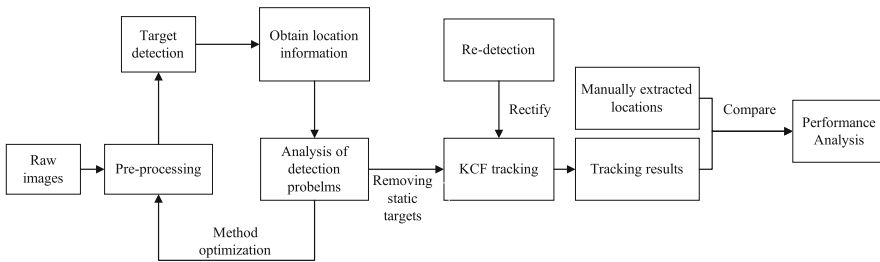 Raw
images
Pre-processing
Target
detection
Obtain location
information
Analysis of
detection
probelms
Method
optimization
Removing
static
targets
Re-detection
Rectify
KCF tracking
Manually extracted
locations
Tracking results
Compare
Performance
Analysis